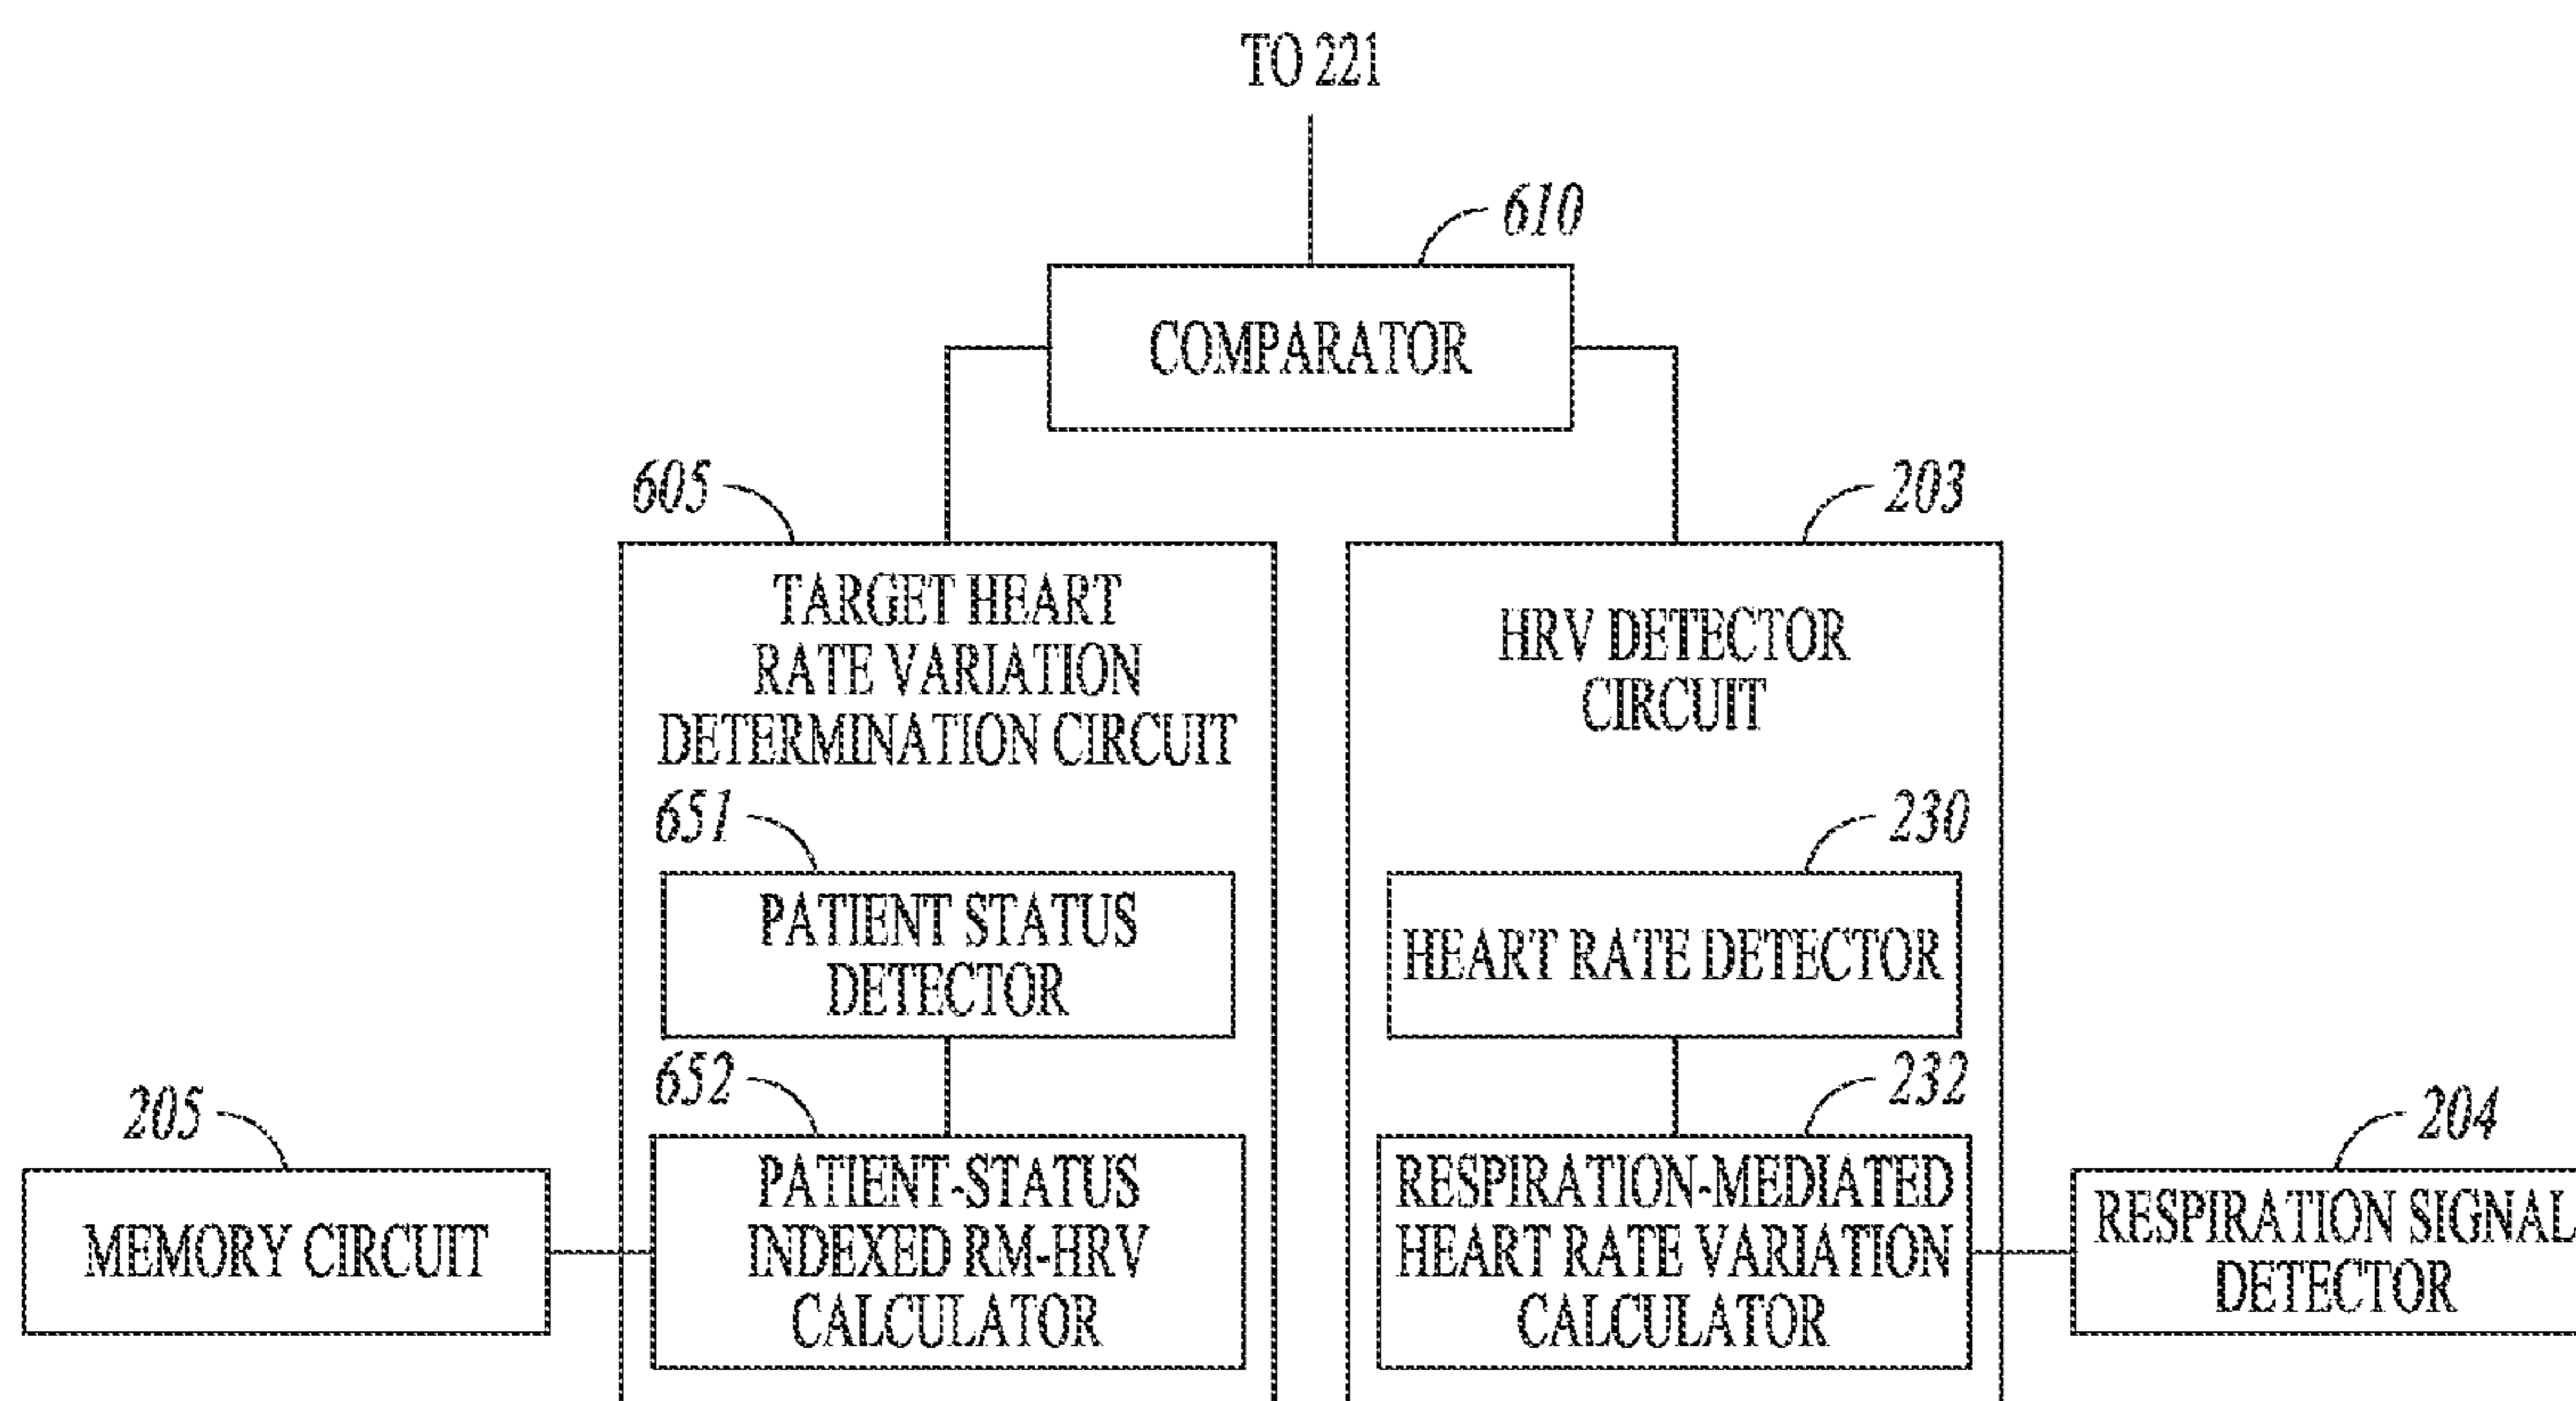 TO 221
610
COMPARATOR
605
203
TARGET HEART
RATE VARIATION
DETERMINATION CIRCUIT
HRV DETECTOR
CIRCUIT
651
230
PATIENT STATUS
DETECTOR
HEART RATE DETECTOR
652
232
205
204
MEMORY CIRCUIT
PATIENT-STATUS
INDEXED RM-HRV
CALCULATOR
RESPIRATION-MEDIATED
HEART RATE VARIATION
CALCULATOR
RESPIRATION SIGNAL
DETECTOR